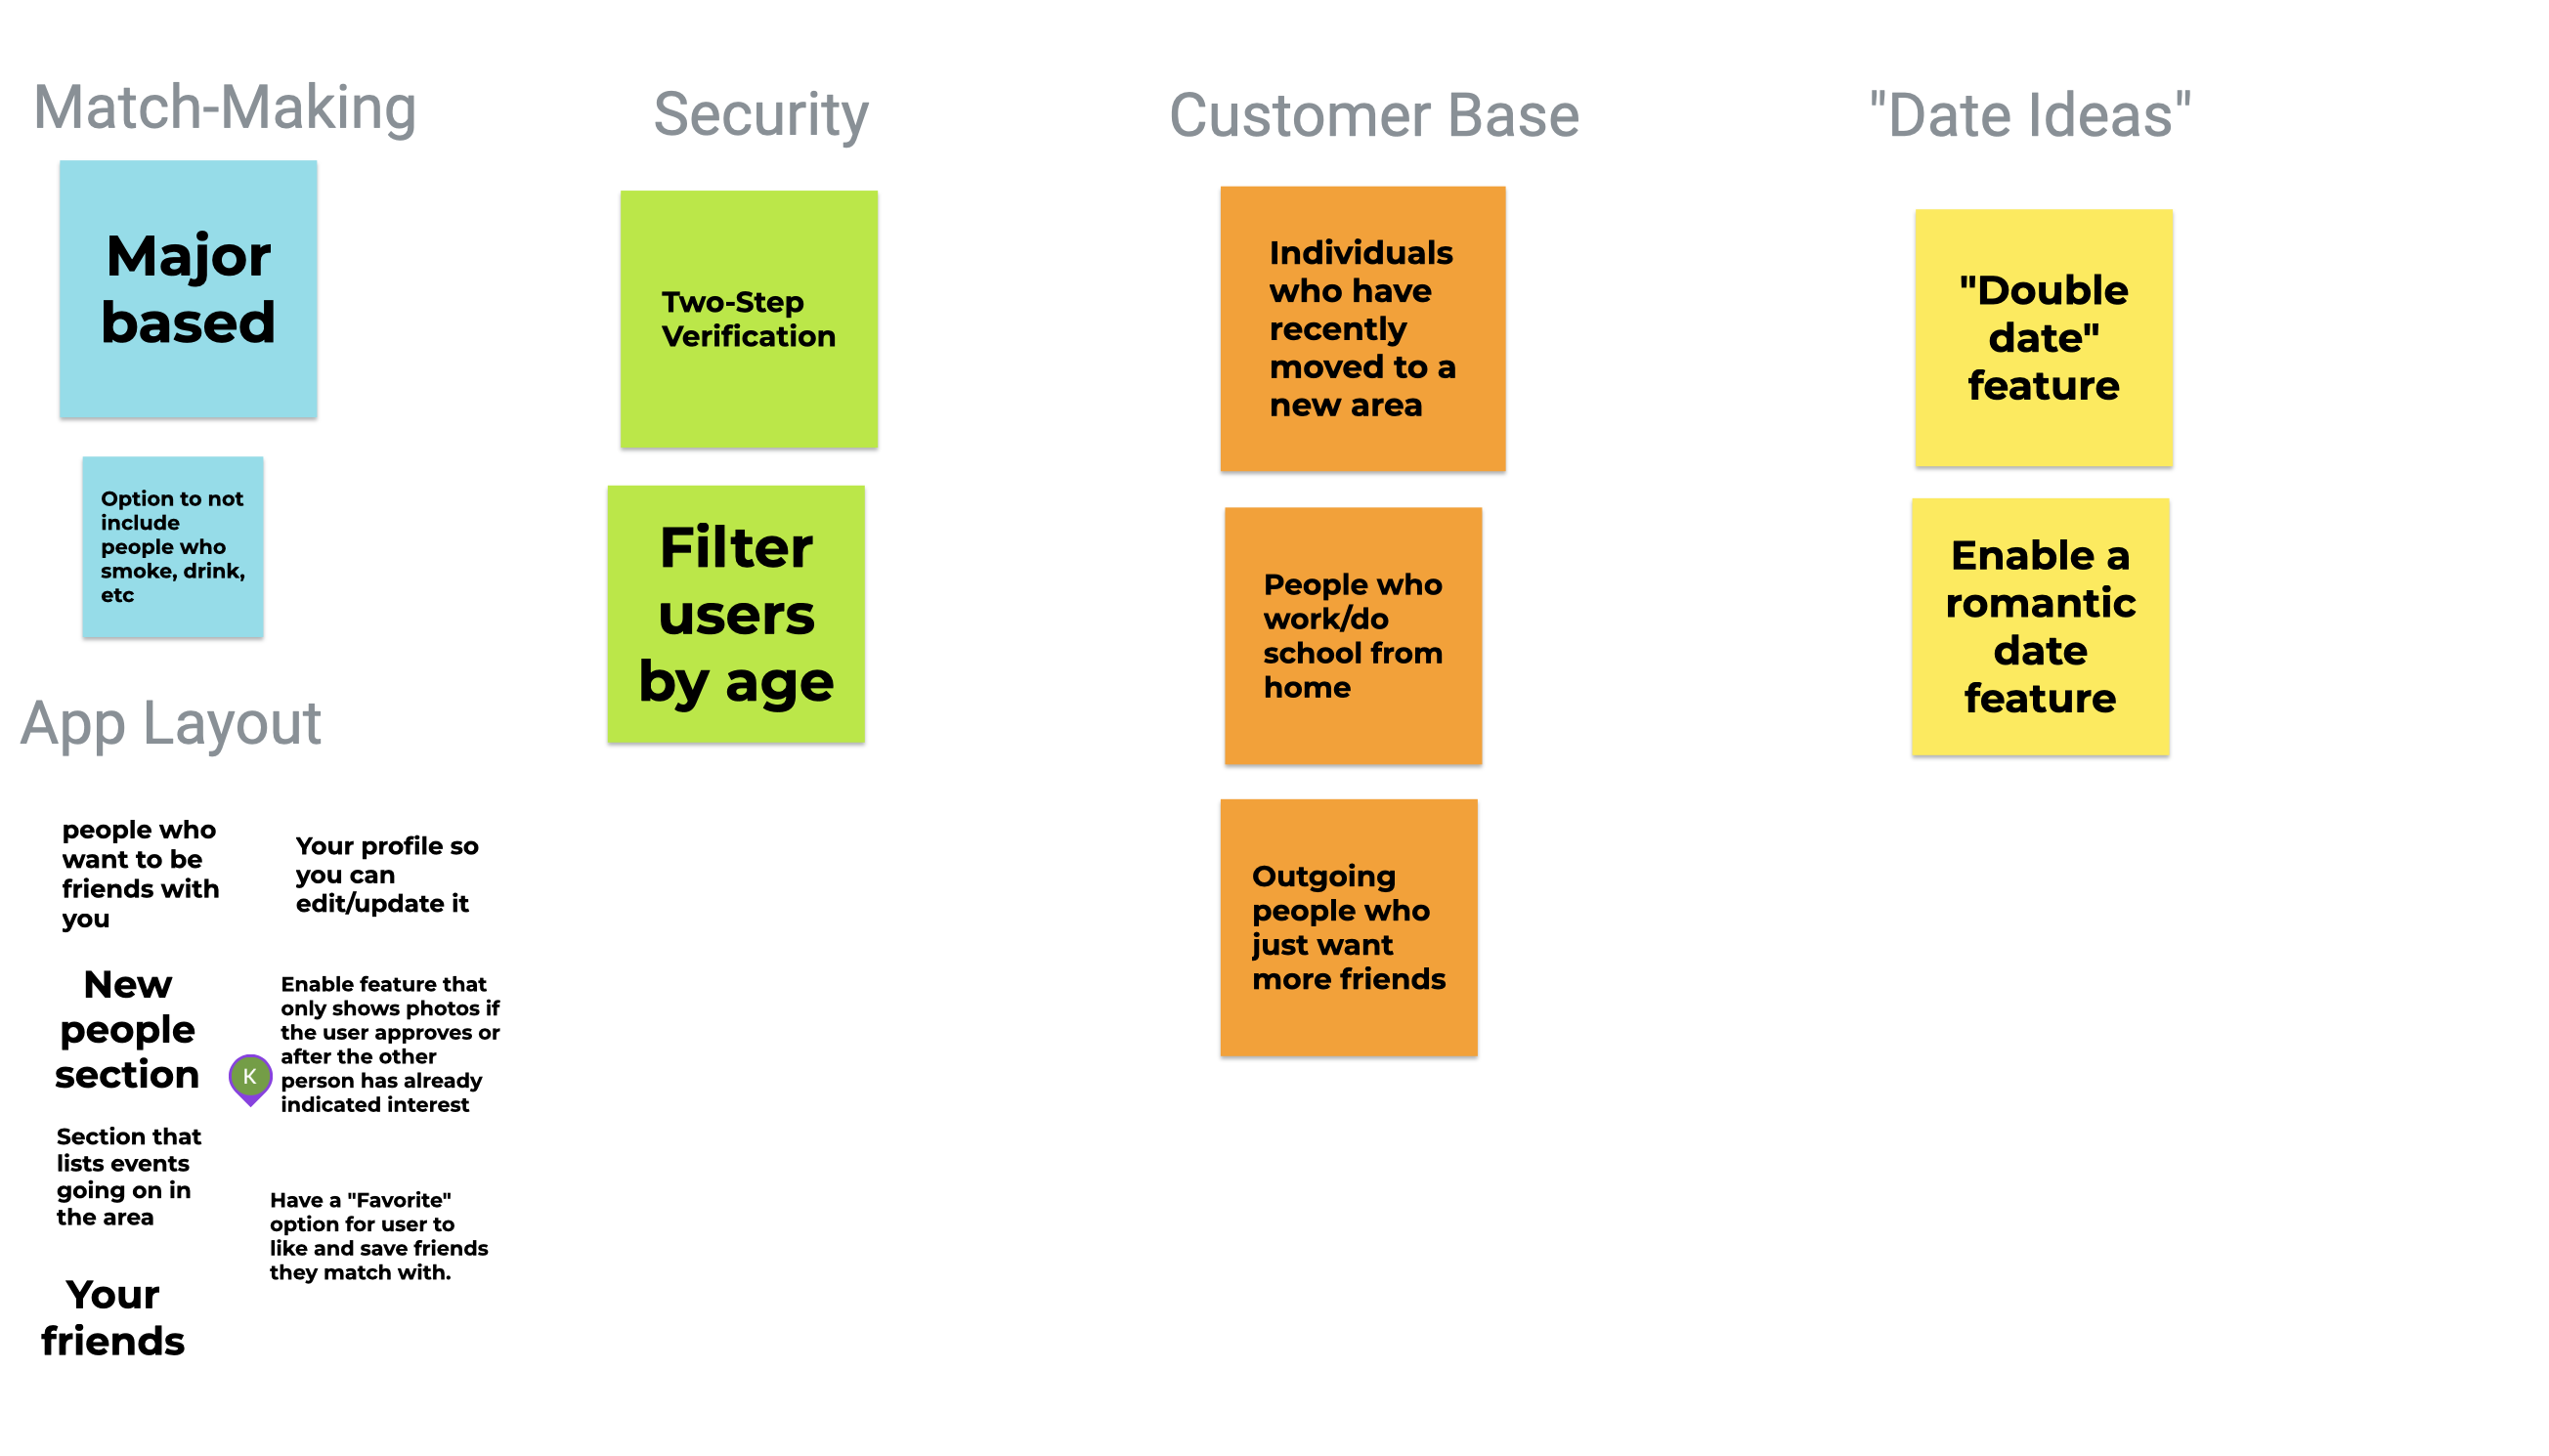 Match-Making
Major
based
Option to not
include
people who
smoke, drink,
etc
App Layout
people who
want to be
friends with
you
Your profile so
you can
edit/update it
New
people
section
K
Enable feature that
only shows photos if
the user approves or
after the other
person has already
indicated interest
Section that
lists events
going on in
the area
Have a "Favorite"
option for user to
like and save friends
they match with.
Your
friends
Security
Two-Step
Verification
Filter
users
by age
Customer Base
Individuals
who have
recently
moved to a
new area
People who
work/do
school from
home
Outgoing
people who
just want
more friends
"Date Ideas"
"Double
date"
feature
Enable a
romantic
date
feature